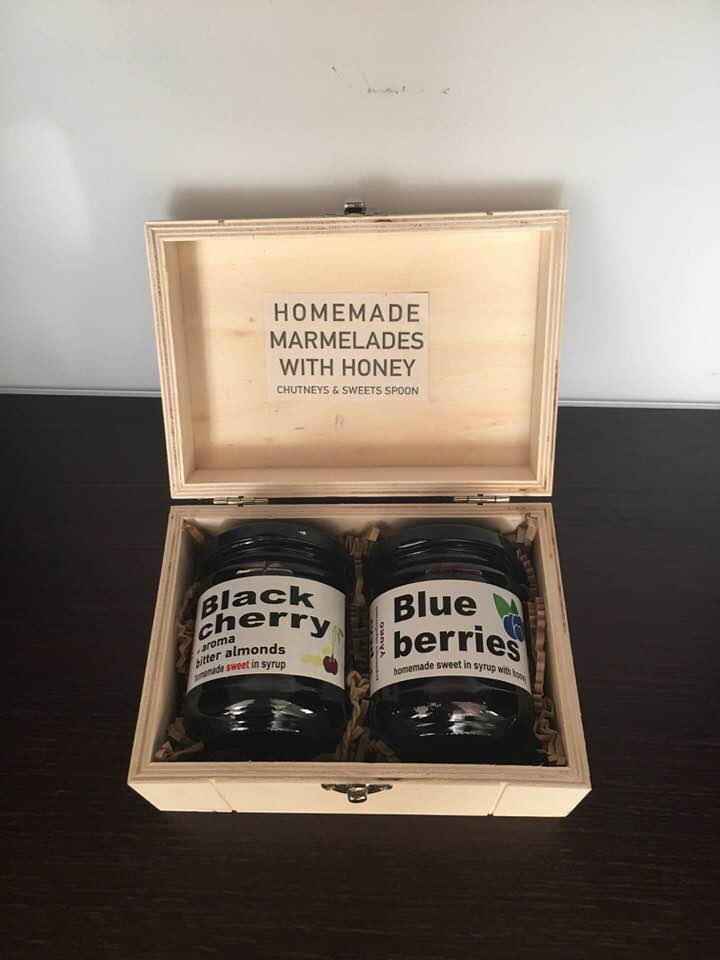 HOMEMADE
MARMELADES
WITH HONEY
CHUTNEYS & SWEETS SPOON
Black
cherry
+ aroma
bitter almonds
homemade sweet in syrup
Blue
berries
homemade sweet in syrup with honey
ΓΛΥΚΟ